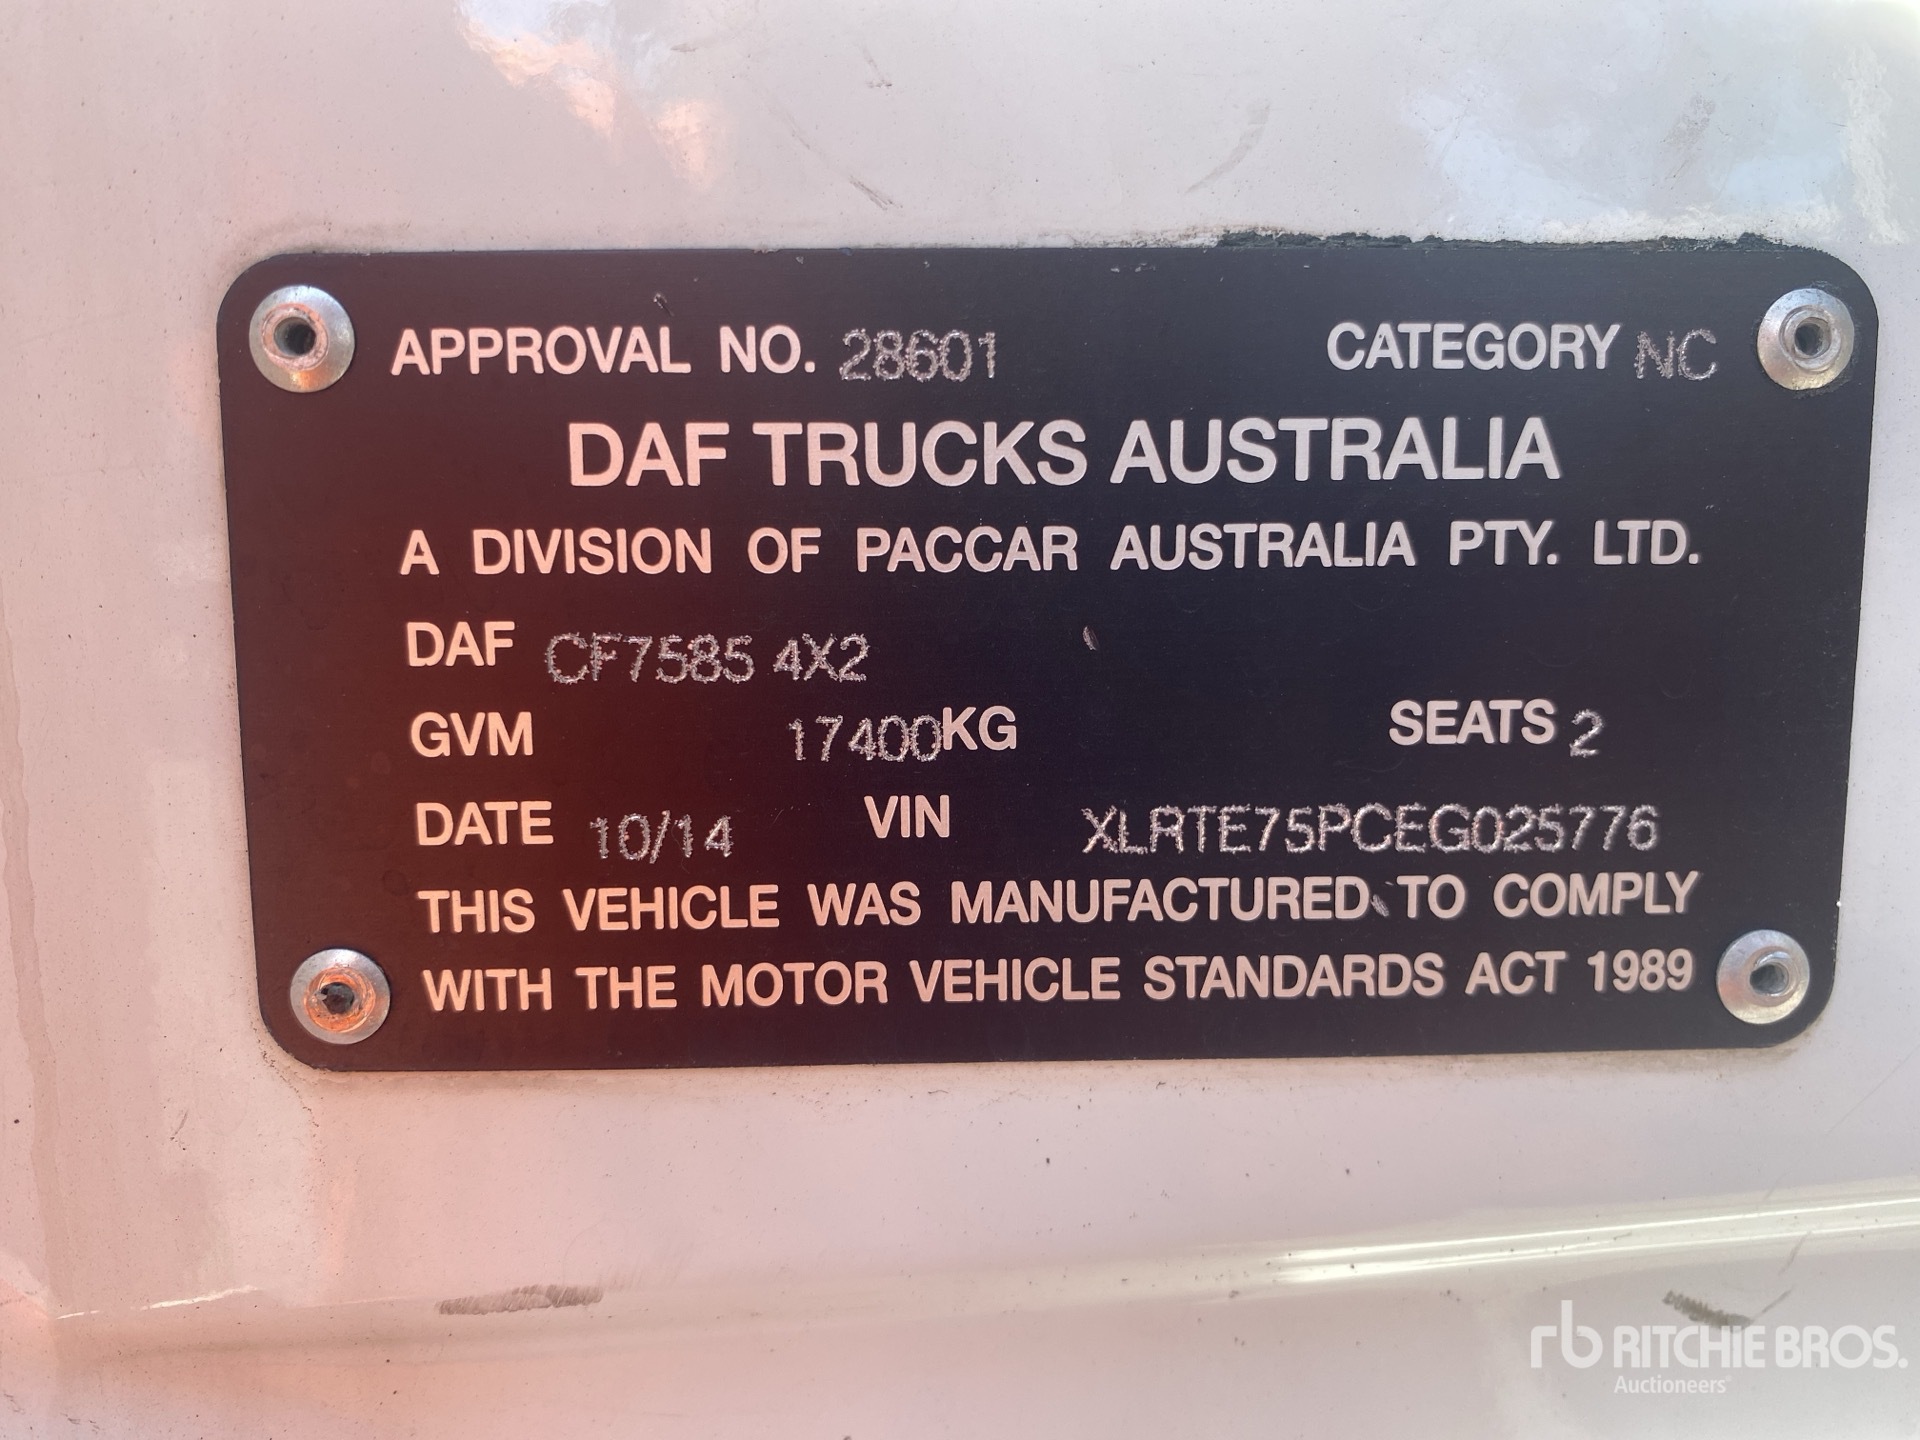 APPROVAL NO. 28601 CATEGORY NC
DAF TRUCKS AUSTRALIA
A DIVISION OF PACCAR AUSTRALIA PTY. LTD.
DAF CF7585 4X2
GVM 17400KG SEATS 2
DATE 10/14 VIN XLRTE75PCEG025776
THIS VEHICLE WAS MANUFACTURED TO COMPLY
WITH THE MOTOR VEHICLE STANDARDS ACT 1989
rb RITCHIE BROS.
Auctioneers